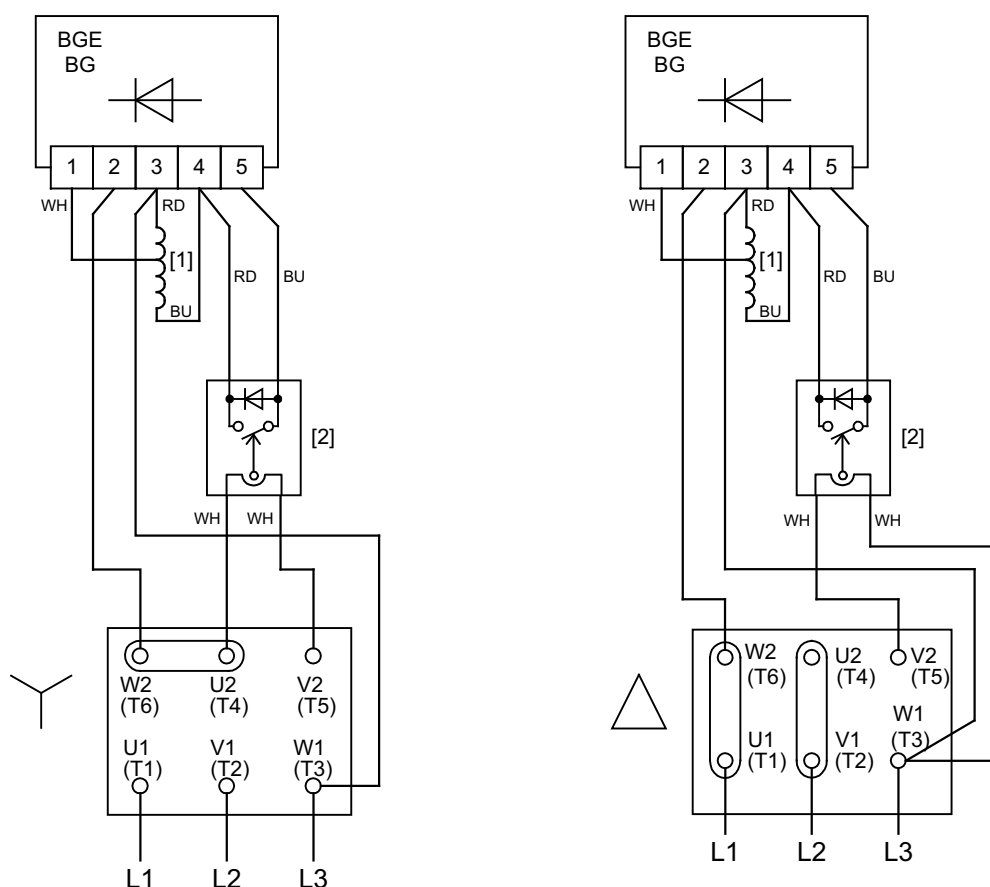 BGE
BG
1 2 3 4 5
WH RD
[1]
RD BU
BU
[2]
WH WH
W2 U2 V2
(T6) (T4) (T5)
U1 V1 W1
(T1) (T2) (T3)
L1 L2 L3
BGE
BG
1 2 3 4 5
WH RD
[1]
RD BU
BU
[2]
WH WH
W2 U2 V2
(T6) (T4) (T5)
W1
U1 V1 (T3)
(T1) (T2)
L1 L2 L3